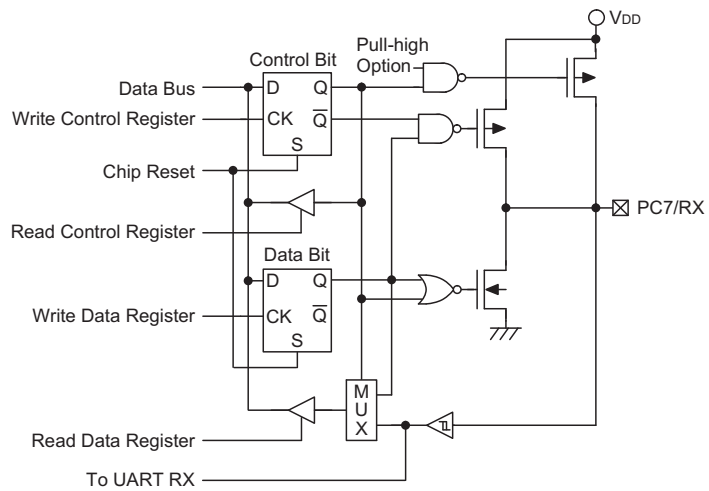 VDD
Control Bit
Pull-high
Option
Data Bus
D Q
Write Control Register
CK Q
S
Chip Reset
Read Control Register
PC7/RX
Data Bit
D Q
Write Data Register
CK Q
S
M
U
X
Read Data Register
To UART RX